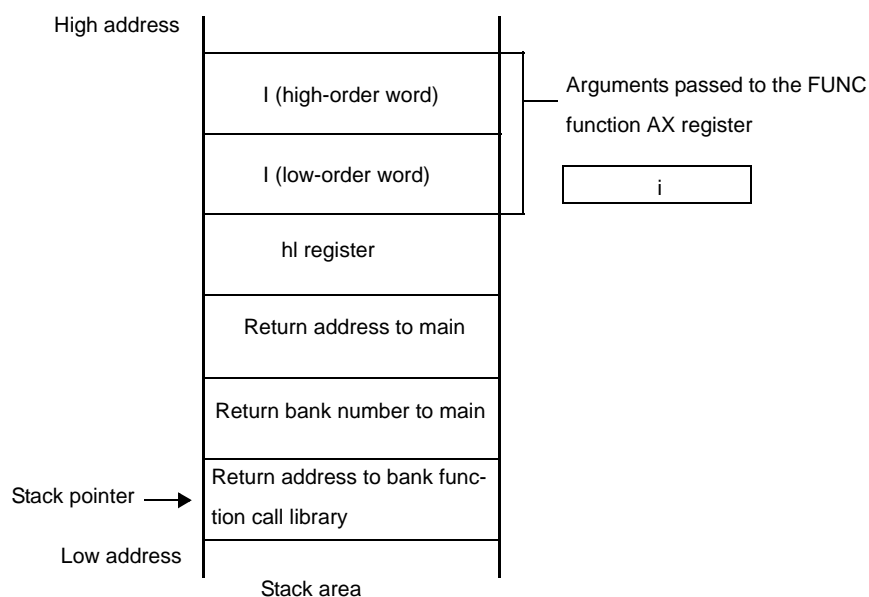 High address
I (high-order word)
Arguments passed to the FUNC
function AX register
I (low-order word)
i
hl register
Return address to main
Return bank number to main
Return address to bank func-
tion call library
Stack pointer
Low address
Stack area